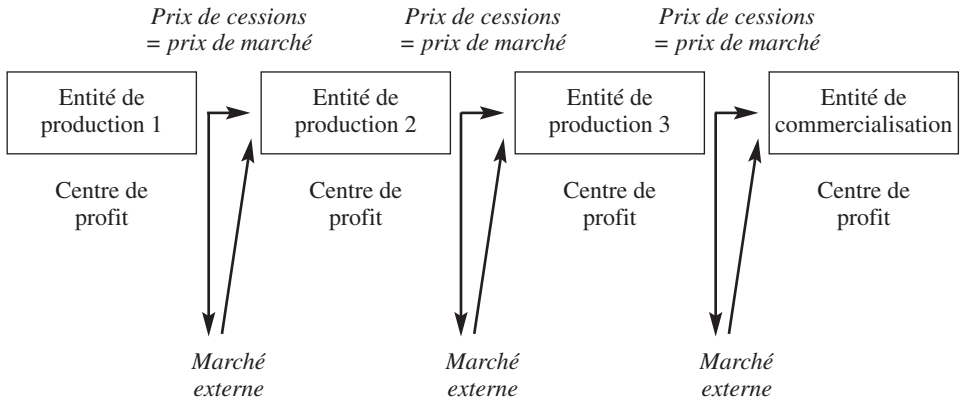 Prix de cessions
= prix de marché
Prix de cessions
= prix de marché
Prix de cessions
= prix de marché
Entité de
production 1
Entité de
production 2
Entité de
production 3
Entité de
commercialisation
Centre de
profit
Centre de
profit
Centre de
profit
Centre de
profit
Marché
externe
Marché
externe
Marché
externe